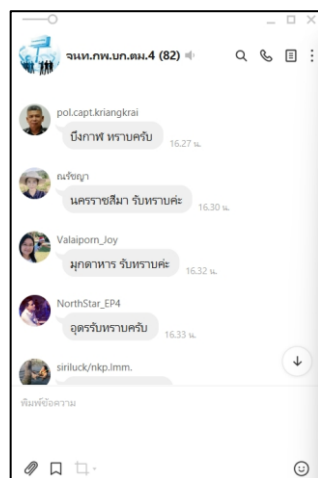 จนท.กพ.บก.ตม.4 (82)
pol.capt.kriangkrai
บึงกาฬ ทราบครับ
16.27 น.
ณรัชญา
นครราชสีมา รับทราบค่ะ
16.30 น.
Valaiporn_Joy
มุกดาหาร รับทราบค่ะ
16.32 น.
NorthStar_EP4
อุดรรับทราบครับ
16.33 น.
siriluck/nkp.Imm.
พิมพ์ข้อความ